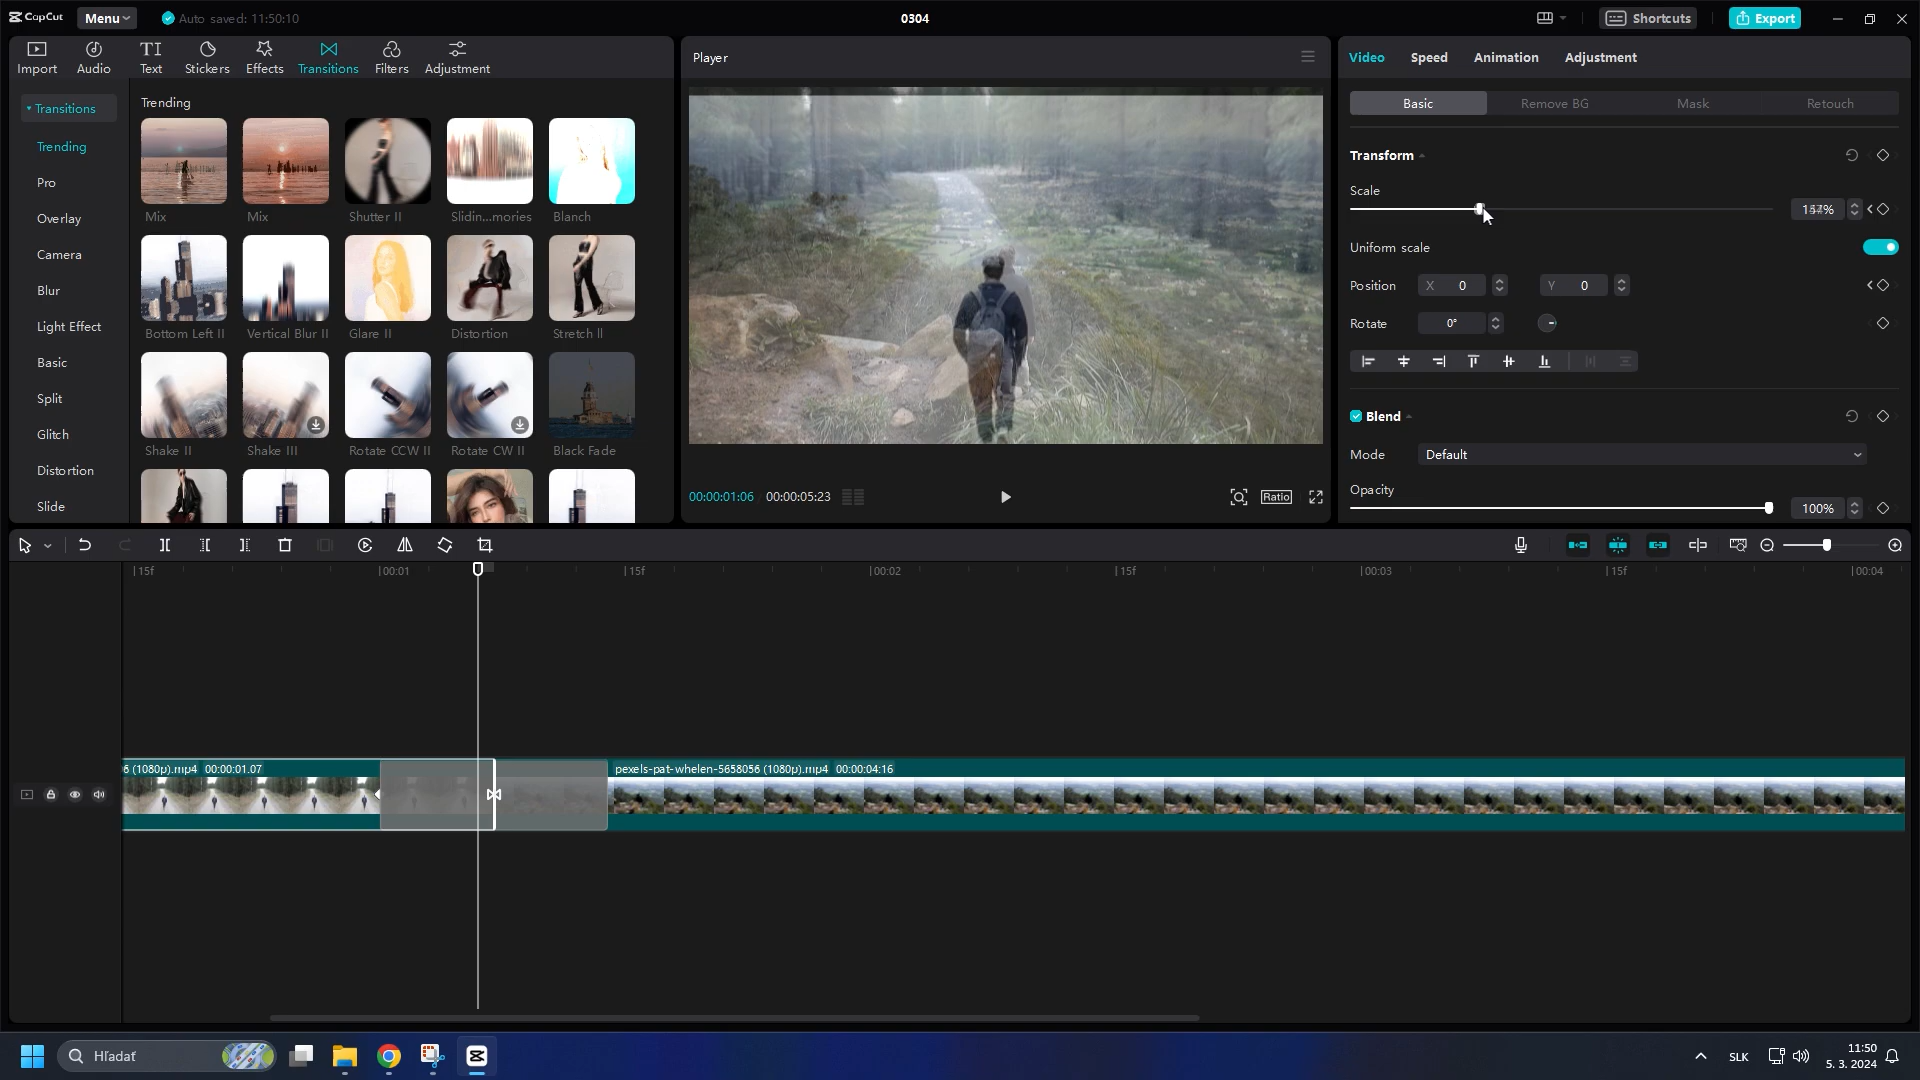 CapCut
Menu
Auto saved: 11:50:10
0304
Shortcuts
Export
Import
Audio
TI
Text
Stickers
Effects
Transitions
Filters
Adjustment
Player
Video
Speed
Animation
Adjustment
Transitions
Trending
Basic
Remove BG
Mask
Retouch
Trending
Pro
Overlay
Camera
Blur
Light Effect
Basic
Split
Glitch
Distortion
Slide
Mix
Mix
Shutter II
Slidin...mories
Blanch
Bottom Left II
Vertical Blur II
Glare II
Distortion
Stretch II
Shake II
Shake III
Rotate CCW II
Rotate CW II
Black Fade
00:00:01:06
00:00:05:23
Ratio
Transform
Scale
Uniform scale
Position
X 0
Y 0
Rotate
0°
Blend
Mode
Default
Opacity
100%
15f
00:01
15f
00:02
15f
00:03
15f
00:04
6 (1080p).mp4 00:00:01.07
pexels-pat-whelen-5658056 (1080p).mp4 00:00:04:16
Hľadať
SLK
11:50
5. 3. 2024